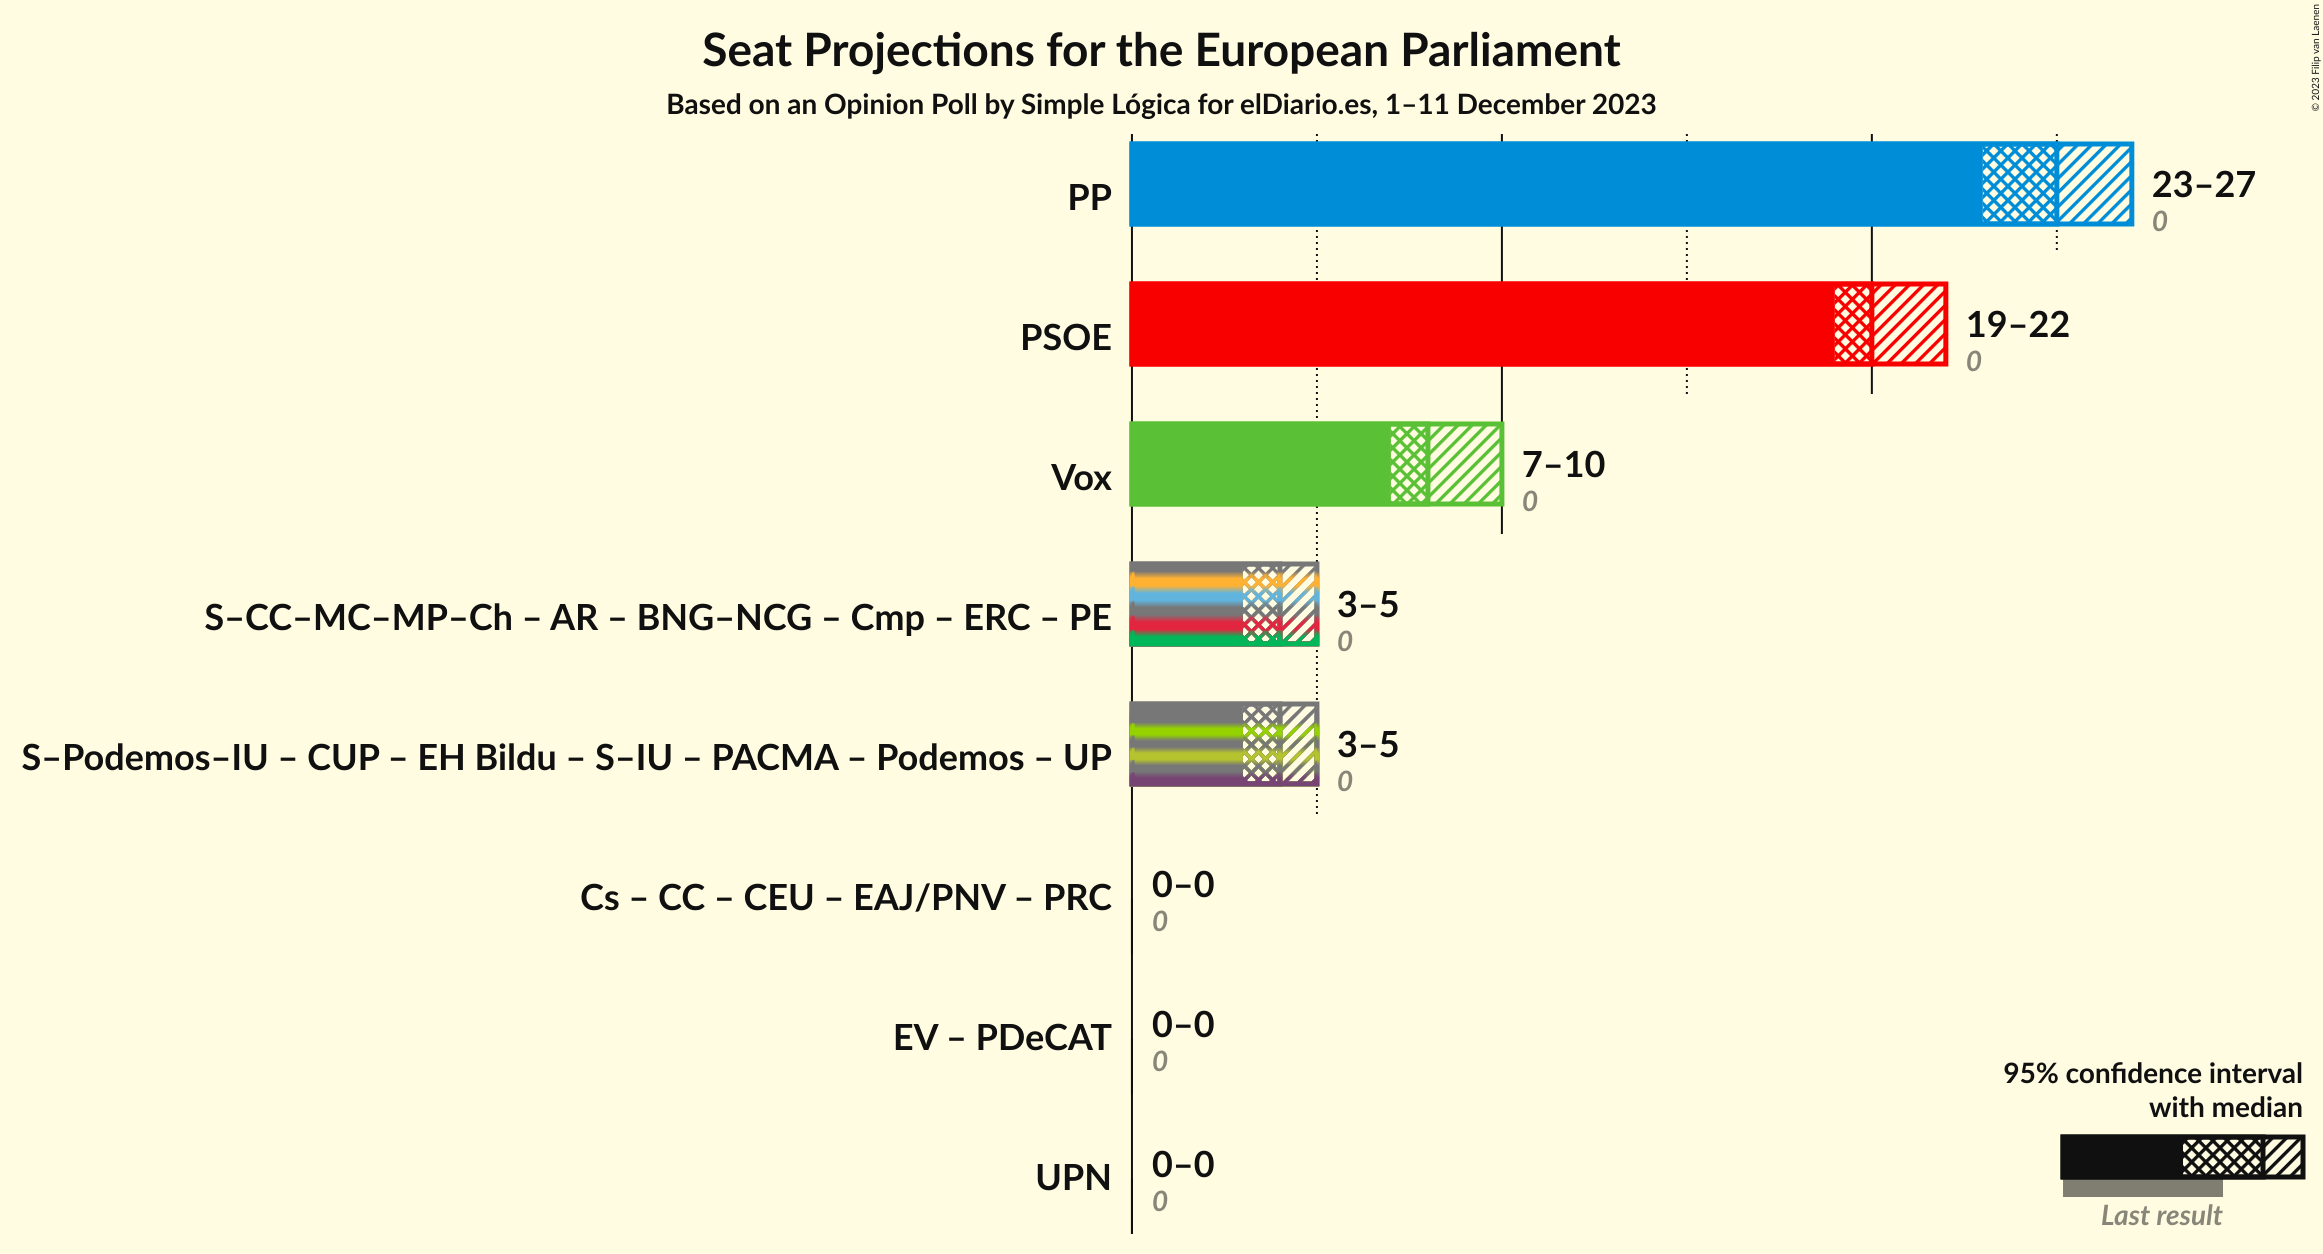 Seat Projections for the European Parliament
Based on an Opinion Poll by Simple Lógica for elDiario.es, 1–11 December 2023
© 2023 Filip van Laenen
PP
23–27
0
PSOE
19–22
0
Vox
7–10
0
S–CC–MC–MP–Ch – AR – BNG–NCG – Cmp – ERC – PE
3–5
0
S–Podemos–IU – CUP – EH Bildu – S–IU – PACMA – Podemos – UP
3–5
0
Cs – CC – CEU – EAJ/PNV – PRC
0–0
0
EV – PDeCAT
0–0
0
UPN
0–0
0
95% confidence interval
with median
Last result